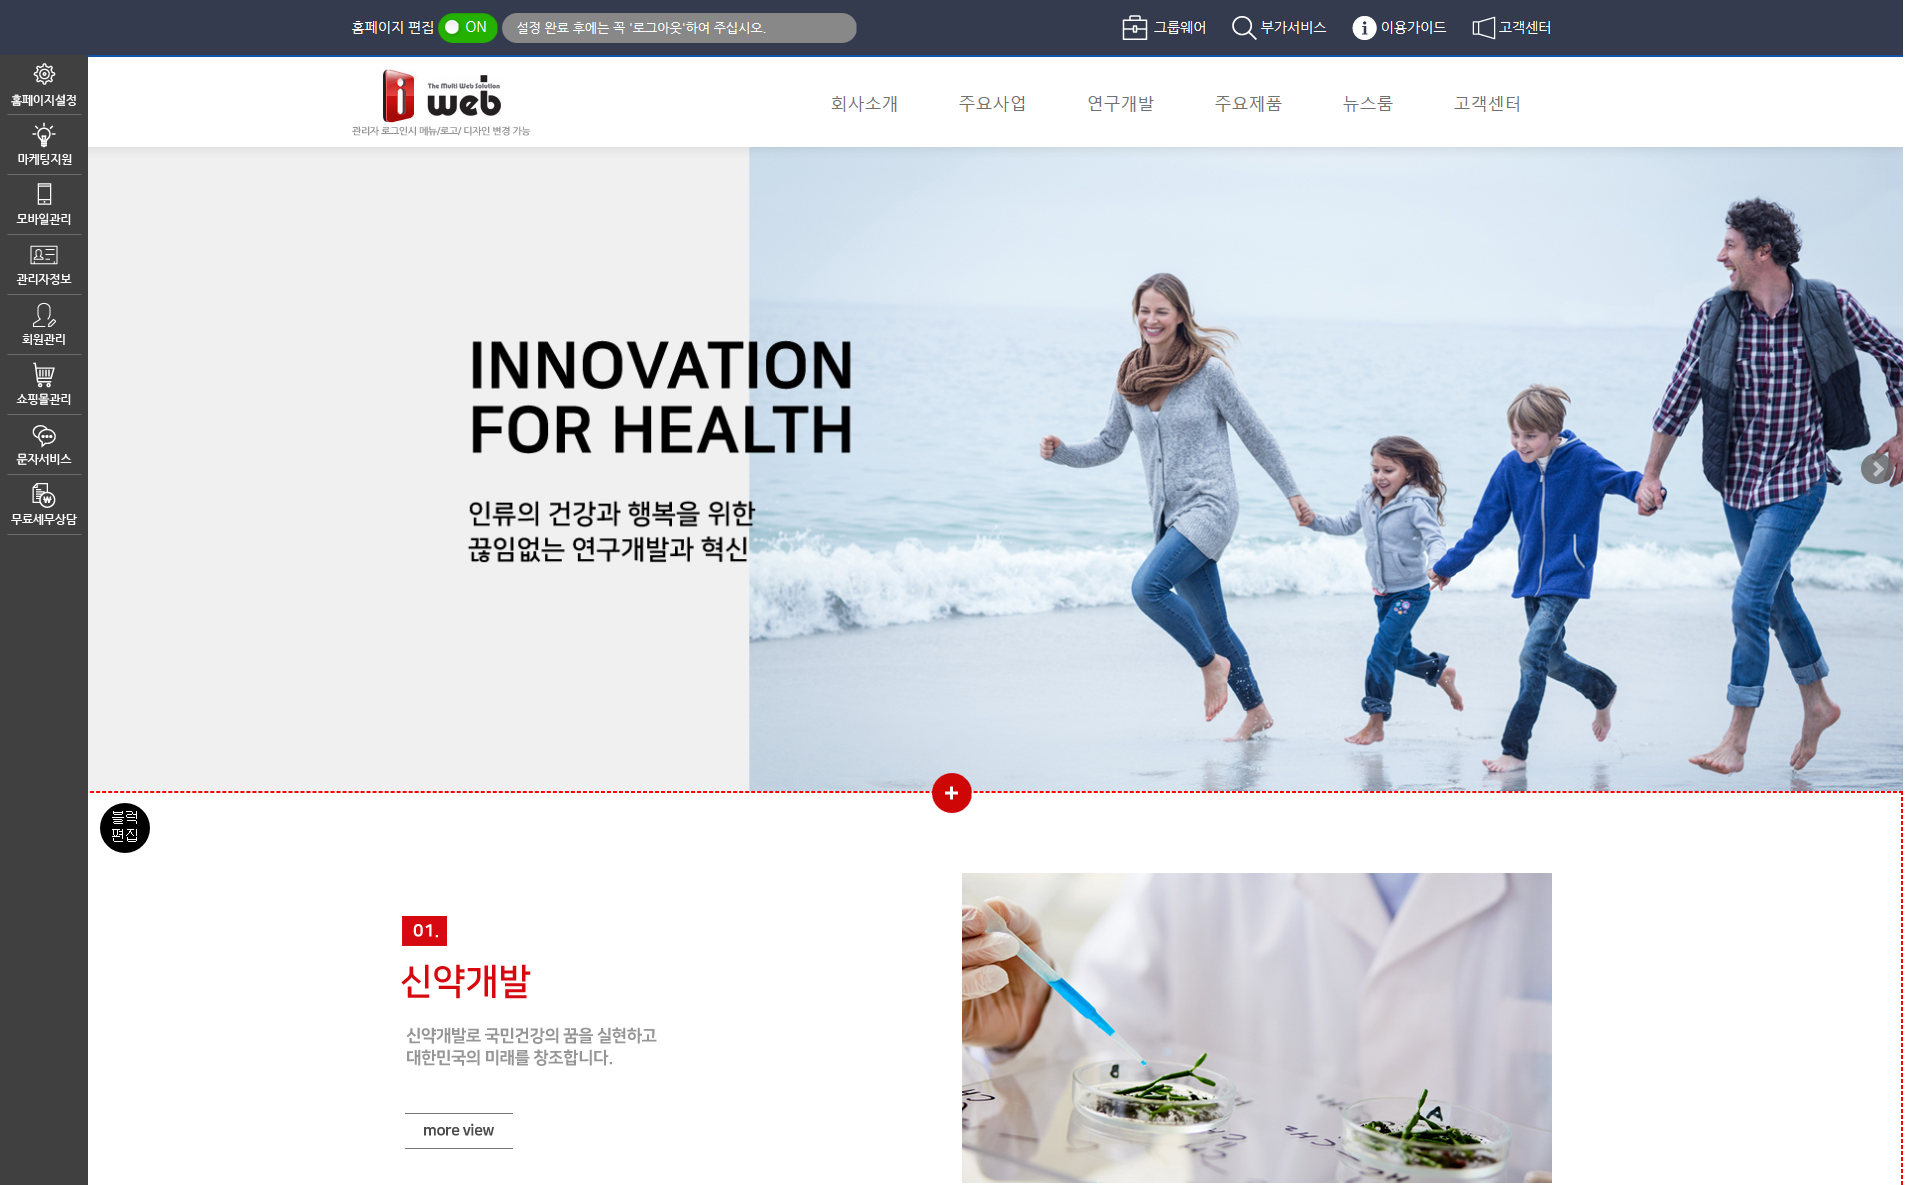 홈페이지 편집 ON 설정 완료 후에는 꼭 '로그아웃'하여 주십시오.
그룹웨어 부가서비스 이용가이드 고객센터
홈페이지설정
마케팅지원
모바일관리
관리자정보
회원관리
쇼핑몰관리
문자서비스
무료세무상담
The Multi Web Solution
i web
관리자 로그인시 메뉴/로고/ 디자인 변경 가능
회사소개 주요사업 연구개발 주요제품 뉴스룸 고객센터
INNOVATION
FOR HEALTH
인류의 건강과 행복을 위한
끊임없는 연구개발과 혁신
블럭
편집
01.
신약개발
신약개발로 국민건강의 꿈을 실현하고
대한민국의 미래를 창조합니다.
more view